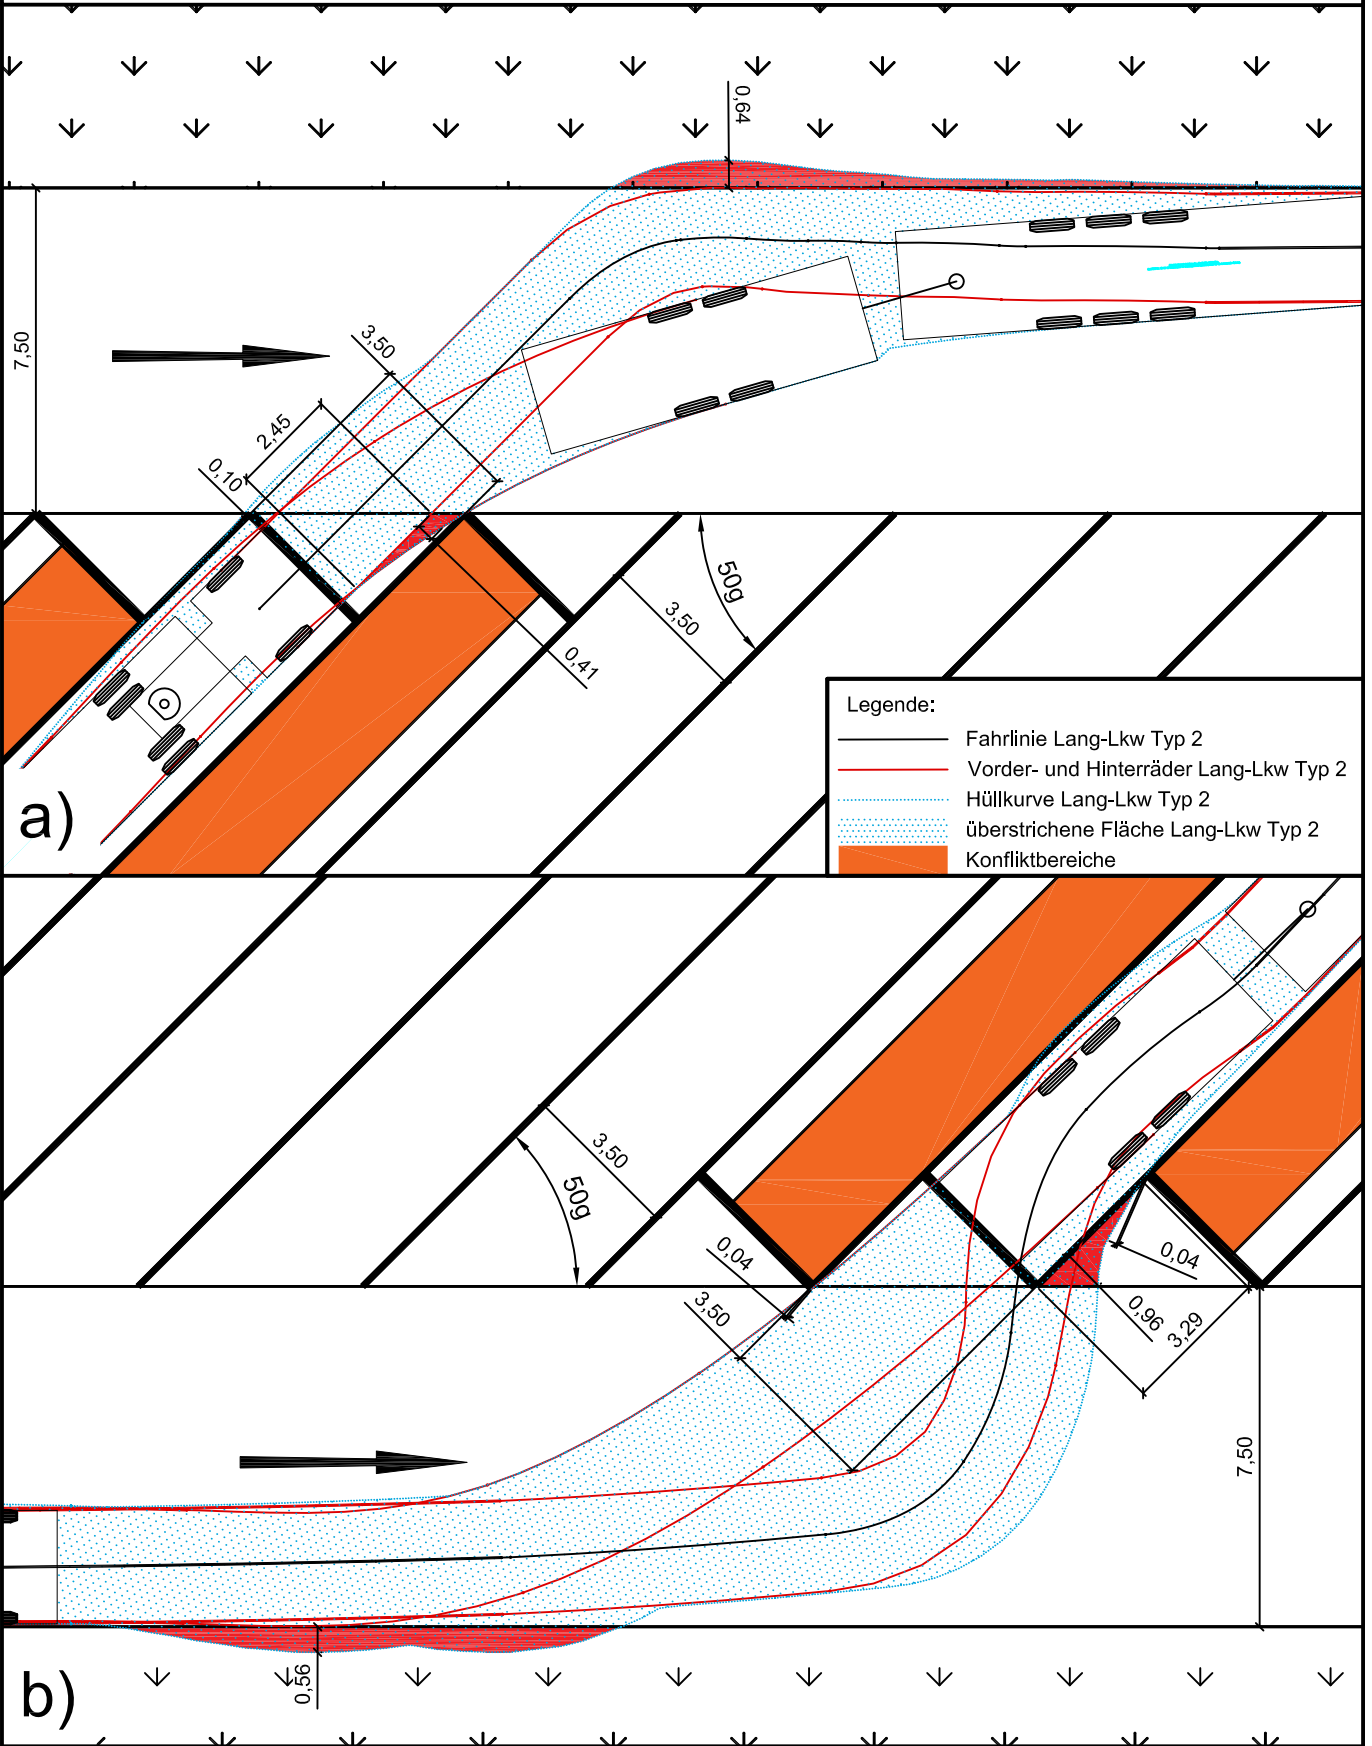 0,64
7,50
3,50
2,45
0,10
50g
3,50
0,41
Legende:
Fahrlinie Lang-Lkw Typ 2
Vorder- und Hinterräder Lang-Lkw Typ 2
Hüllkurve Lang-Lkw Typ 2
überstrichene Fläche Lang-Lkw Typ 2
Konfliktbereiche
a)
3,50
50g
0,04
3,50
0,04
0,96
3,29
7,50
0,56
b)